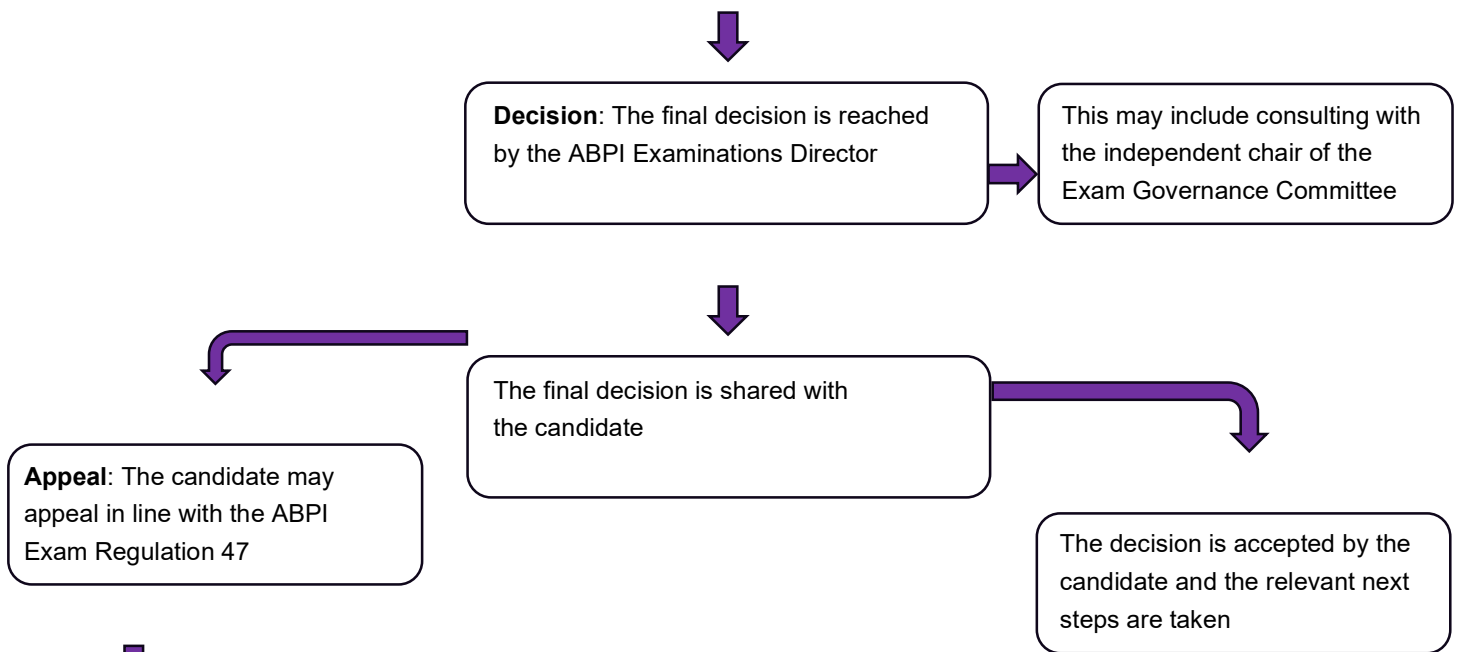 Decision: The final decision is reached
by the ABPI Examinations Director
This may include consulting with
the independent chair of the
Exam Governance Committee
The final decision is shared with
the candidate
Appeal: The candidate may
appeal in line with the ABPI
Exam Regulation 47
The decision is accepted by the
candidate and the relevant next
steps are taken